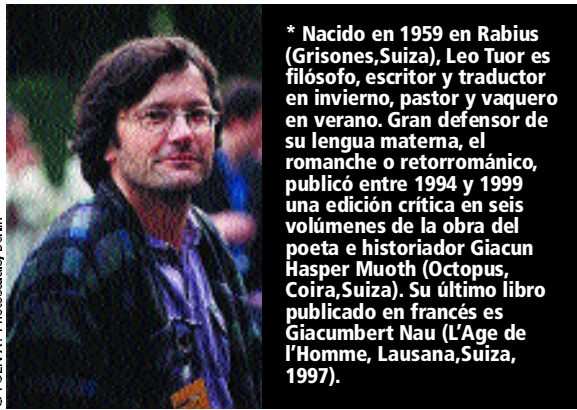 * Nacido en 1959 en Rabius
(Grisones,Suiza), Leo Tuor es
filósofo, escritor y traductor
en invierno, pastor y vaquero
en verano. Gran defensor de
su lengua materna, el
romanche o retorrománico,
publicó entre 1994 y 1999
una edición crítica en seis
volúmenes de la obra del
poeta e historiador Giacun
Hasper Muoth (Octopus,
Coira,Suiza). Su último libro
publicado en francés es
Giacumbert Nau (L’Age de
l’Homme, Lausana,Suiza,
1997).